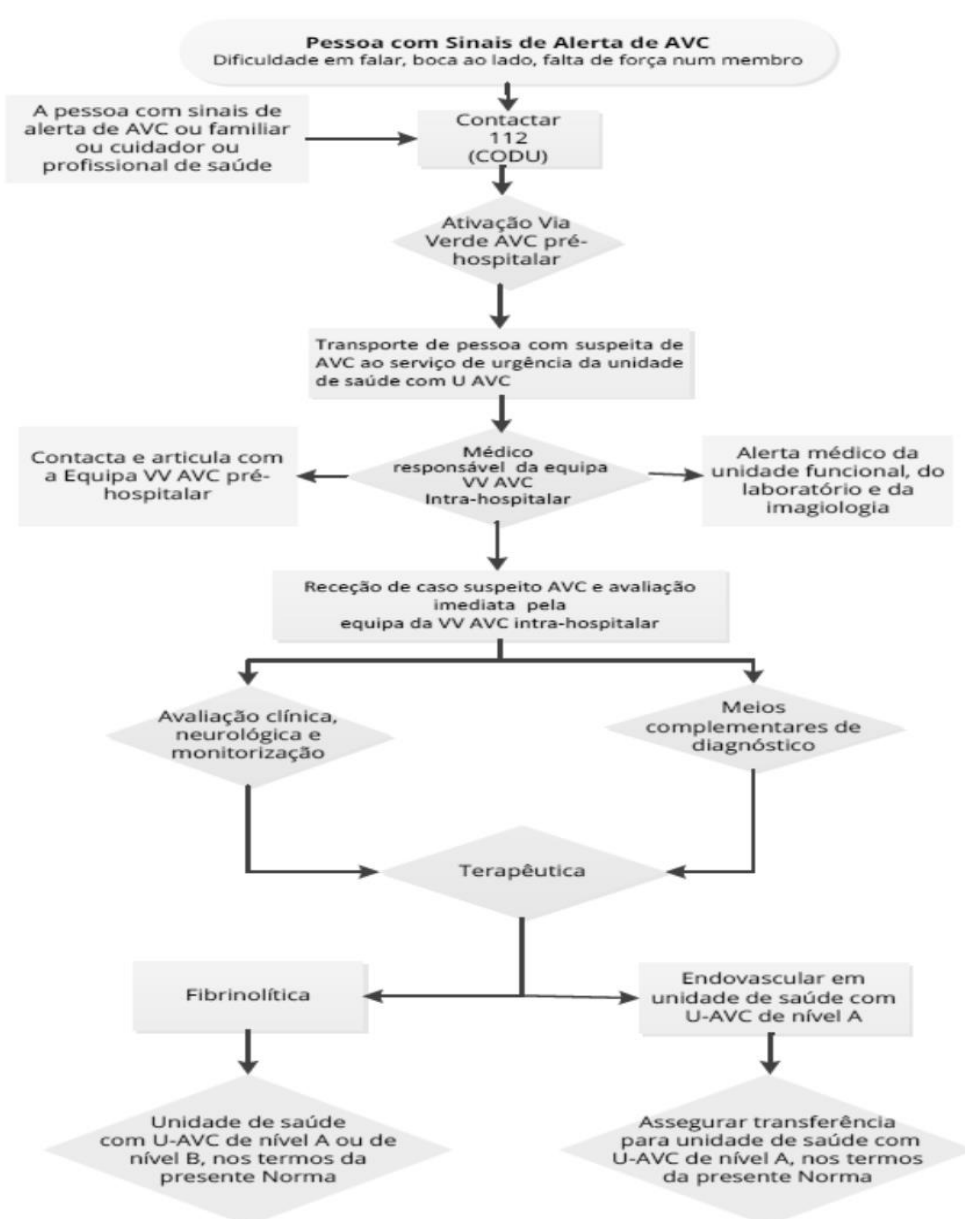 Pessoa com Sinais de Alerta de AVC
Dificuldade em falar, boca ao lado, falta de força num membro
A pessoa com sinais de
alerta de AVC ou familiar
ou cuidador ou
profissional de saúde
Contactar
112
(CODU)
Ativação Via
Verde AVC pré-
hospitalar
Transporte de pessoa com suspeita de
AVC ao serviço de urgência da unidade
de saúde com U AVC
Contacta e articula com
a Equipa VV AVC pré-
hospitalar
Médico
responsável da equipa
VV AVC
Intra-hospitalar
Alerta médico da
unidade funcional, do
laboratório e da
imagiologia
Receção de caso suspeito AVC e avaliação
imediata pela
equipa da VV AVC intra-hospitalar
Avaliação clínica,
neurológica e
monitorização
Meios
complementares de
diagnóstico
Terapêutica
Fibrinolítica
Endovascular em
unidade de saúde com
U-AVC de nível A
Unidade de saúde
com U-AVC de nível A ou de
nível B, nos termos da
presente Norma
Assegurar transferência
para unidade de saúde com
U-AVC de nível A, nos termos
da presente Norma